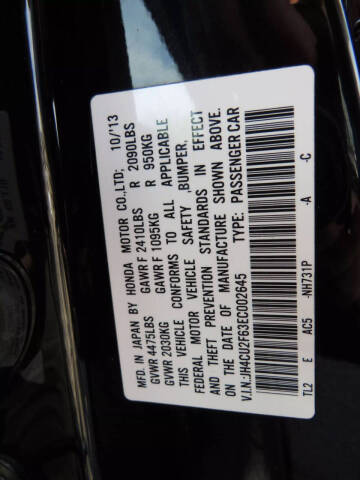 MFD. IN JAPAN BY HONDA MOTOR CO.,LTD: 10/'13
GVWR 4475LBS GAWR F 2410LBS R 2090LBS
GVWR 2030KG GAWR F 1095KG R 950KG
THIS VEHICLE CONFORMS TO ALL APPLICABLE
FEDERAL MOTOR VEHICLE SAFETY ,BUMPER,
AND THEFT PREVENTION STANDARDS IN EFFECT
ON THE DATE OF MANUFACTURE SHOWN ABOVE.
V.I.N.:JH4CU2F63EC002645 TYPE: PASSENGER CAR
TL2 E AC5 -NH731P -A -C